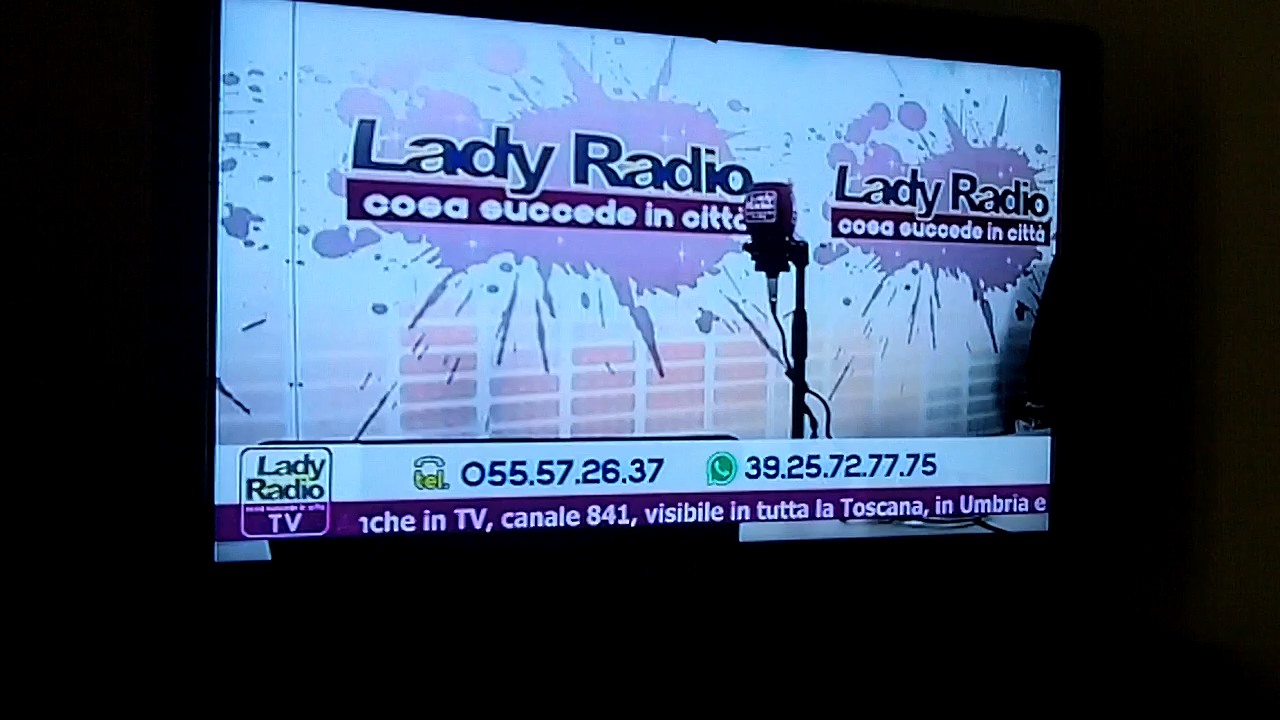 Lady Radio
cosa succede in città
Lady Radio
cosa succede in città
Lady
Radio
TV
tel. 055.57.26.37
39.25.72.77.75
in TV, canale 841, visibile in tutta la Toscana, in Umbria e